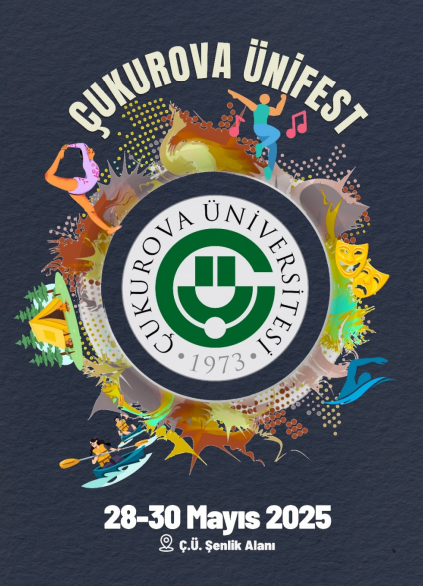 ÇUKUROVA ÜNİFEST
ÇUKUROVA ÜNİVERSİTESİ
• 1973 •
28-30 Mayıs 2025
Ç.Ü. Şenlik Alanı